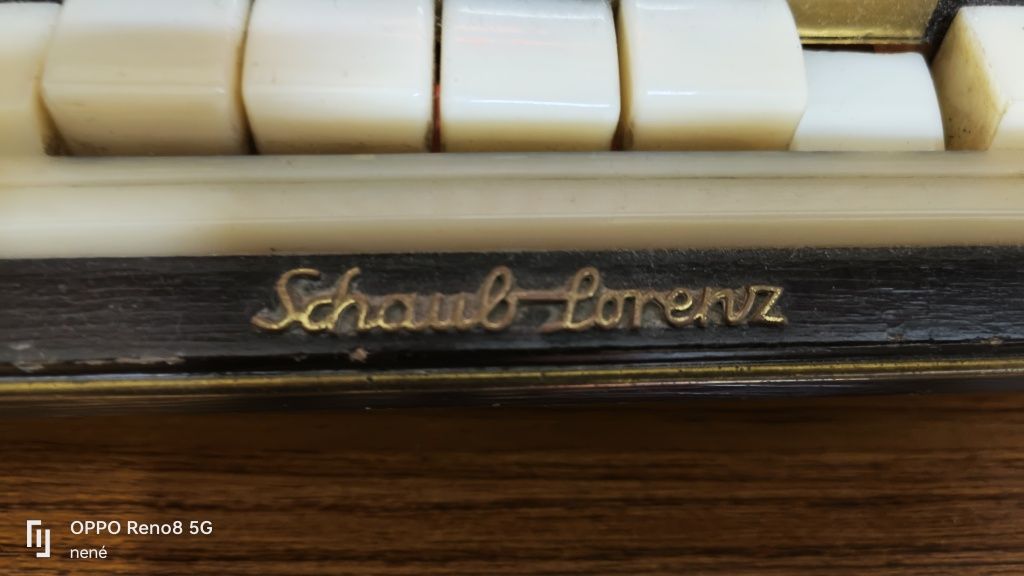 Schaub-Lorenz
OPPO Reno8 5G
nené